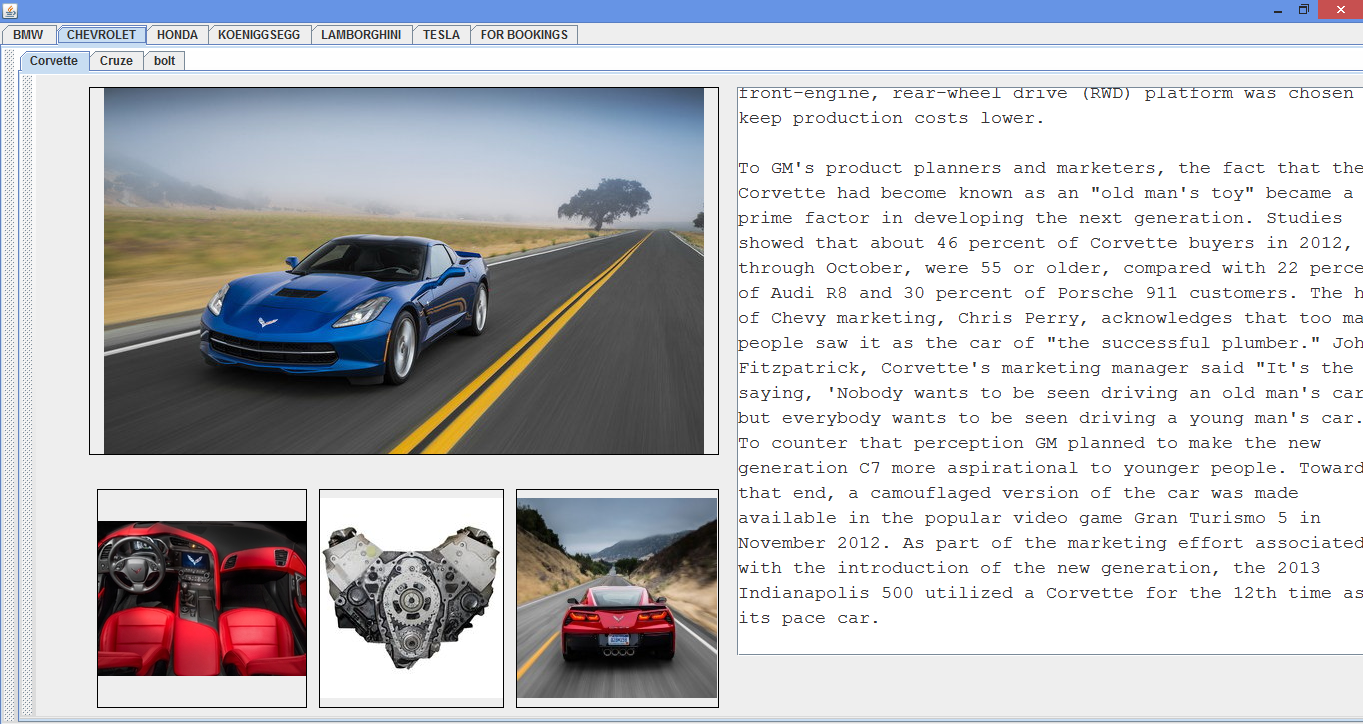 BMW CHEVROLET HONDA KOENIGGSEGG LAMBORGHINI TESLA FOR BOOKINGS
Corvette Cruze bolt
front-engine, rear-wheel drive (RWD) platform was chosen
keep production costs lower.
To GM's product planners and marketers, the fact that the
Corvette had become known as an "old man's toy" became a
prime factor in developing the next generation. Studies
showed that about 46 percent of Corvette buyers in 2012,
through October, were 55 or older, compared with 22 perce
of Audi R8 and 30 percent of Porsche 911 customers. The h
of Chevy marketing, Chris Perry, acknowledges that too ma
people saw it as the car of "the successful plumber." Joh
Fitzpatrick, Corvette's marketing manager said "It's the
saying, 'Nobody wants to be seen driving an old man's car
but everybody wants to be seen driving a young man's car.
To counter that perception GM planned to make the new
generation C7 more aspirational to younger people. Toward
that end, a camouflaged version of the car was made
available in the popular video game Gran Turismo 5 in
November 2012. As part of the marketing effort associated
with the introduction of the new generation, the 2013
Indianapolis 500 utilized a Corvette for the 12th time as
its pace car.